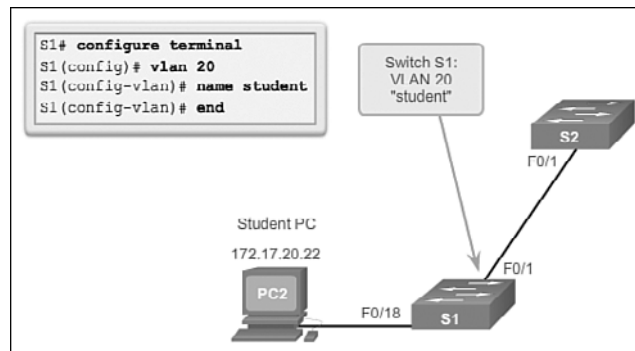 S1# configure terminal
S1(config)# vlan 20
S1(config-vlan)# name student
S1(config-vlan)# end
Switch S1:
VLAN 20
"student"
S2
F0/1
Student PC
172.17.20.22
PC2
F0/18
F0/1
S1